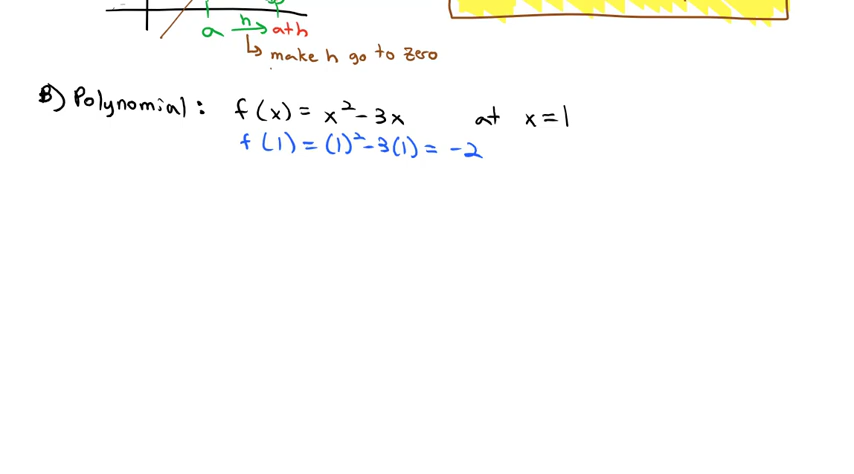 a h→ a+h
↳ make h go to zero
B) Polynomial: f(x) = x² - 3x at x = 1
f(1) = (1)² - 3(1) = -2